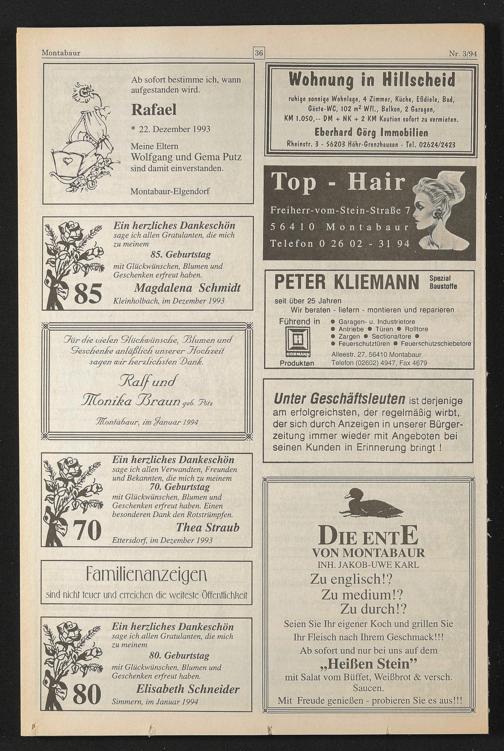 Montabaur
36
Nr. 3/94
Ab sofort bestimme ich, wann
aufgestanden wird.
Rafael
* 22. Dezember 1993
Meine Eltern
Wolfgang und Gema Putz
sind damit einverstanden.
Montabaur-Elgendorf
Ein herzliches Dankeschön
sage ich allen Gratulanten, die mich
zu meinem
85. Geburtstag
mit Glückwünschen, Blumen und
Geschenken erfreut haben.
85
Magdalena Schmidt
Kleinholbach, im Dezember 1993
Für die vielen Glückwünsche, Blumen und
Geschenke anläßlich unserer Hochzeit
sagen wir herzlichsten Dank.
Ralf und
Monika Braun geb. Pütz
Montabaur, im Januar 1994
Ein herzliches Dankeschön
sage ich allen Verwandten, Freunden
und Bekannten, die mich zu meinem
70. Geburtstag
mit Glückwünschen, Blumen und
Geschenken erfreut haben. Einen
besonderen Dank den Rotstrümpfen.
70
Thea Straub
Ettersdorf, im Dezember 1993
Familienanzeigen
sind nicht teuer und erreichen die weiteste Öffentlichkeit
Ein herzliches Dankeschön
sage ich allen Gratulanten, die mich
zu meinem
80. Geburtstag
mit Glückwünschen, Blumen und
Geschenken erfreut haben.
80
Elisabeth Schneider
Simmern, im Januar 1994
Wohnung in Hillscheid
ruhige sonnige Wohnlage, 4 Zimmer, Küche, Eßdiele, Bad,
Gäste-WC, 102 m² Wfl., Balkon, 2 Garagen,
KM 1.050,-- DM + NK + 2 KM Kaution sofort zu vermieten.
Eberhard Görg Immobilien
Rheinstr. 3 - 56203 Höhr-Grenzhausen - Tel. 02624/2423
Top - Hair
Freiherr-vom-Stein-Straße 7
56410 Montabaur
Telefon 0 26 02 - 31 94
PETER KLIEMANN Spezial
Baustoffe
seit über 25 Jahren
Wir beraten - liefern - montieren und reparieren
Führend in
HÖRMANN
Produkten
● Garagen- u. Industrietore
● Antriebe ● Türen ● Rolltore
● Zargen ● Sectionaltore ●
● Feuerschutztüren ● Feuerschutzschiebetore
Alleestr. 27, 56410 Montabaur
Telefon (02602) 4947, Fax 4679
Unter Geschäftsleuten ist derjenige
am erfolgreichsten, der regelmäßig wirbt,
der sich durch Anzeigen in unserer Bürger-
zeitung immer wieder mit Angeboten bei
seinen Kunden in Erinnerung bringt !
DIE ENTE
VON MONTABAUR
INH. JAKOB-UWE KARL
Zu englisch!?
Zu medium!?
Zu durch!?
Seien Sie Ihr eigener Koch und grillen Sie
Ihr Fleisch nach Ihrem Geschmack!!!
Ab sofort und nur bei uns auf dem
„Heißen Stein”
mit Salat vom Büffet, Weißbrot & versch.
Saucen.
Mit Freude genießen - probieren Sie es aus!!!